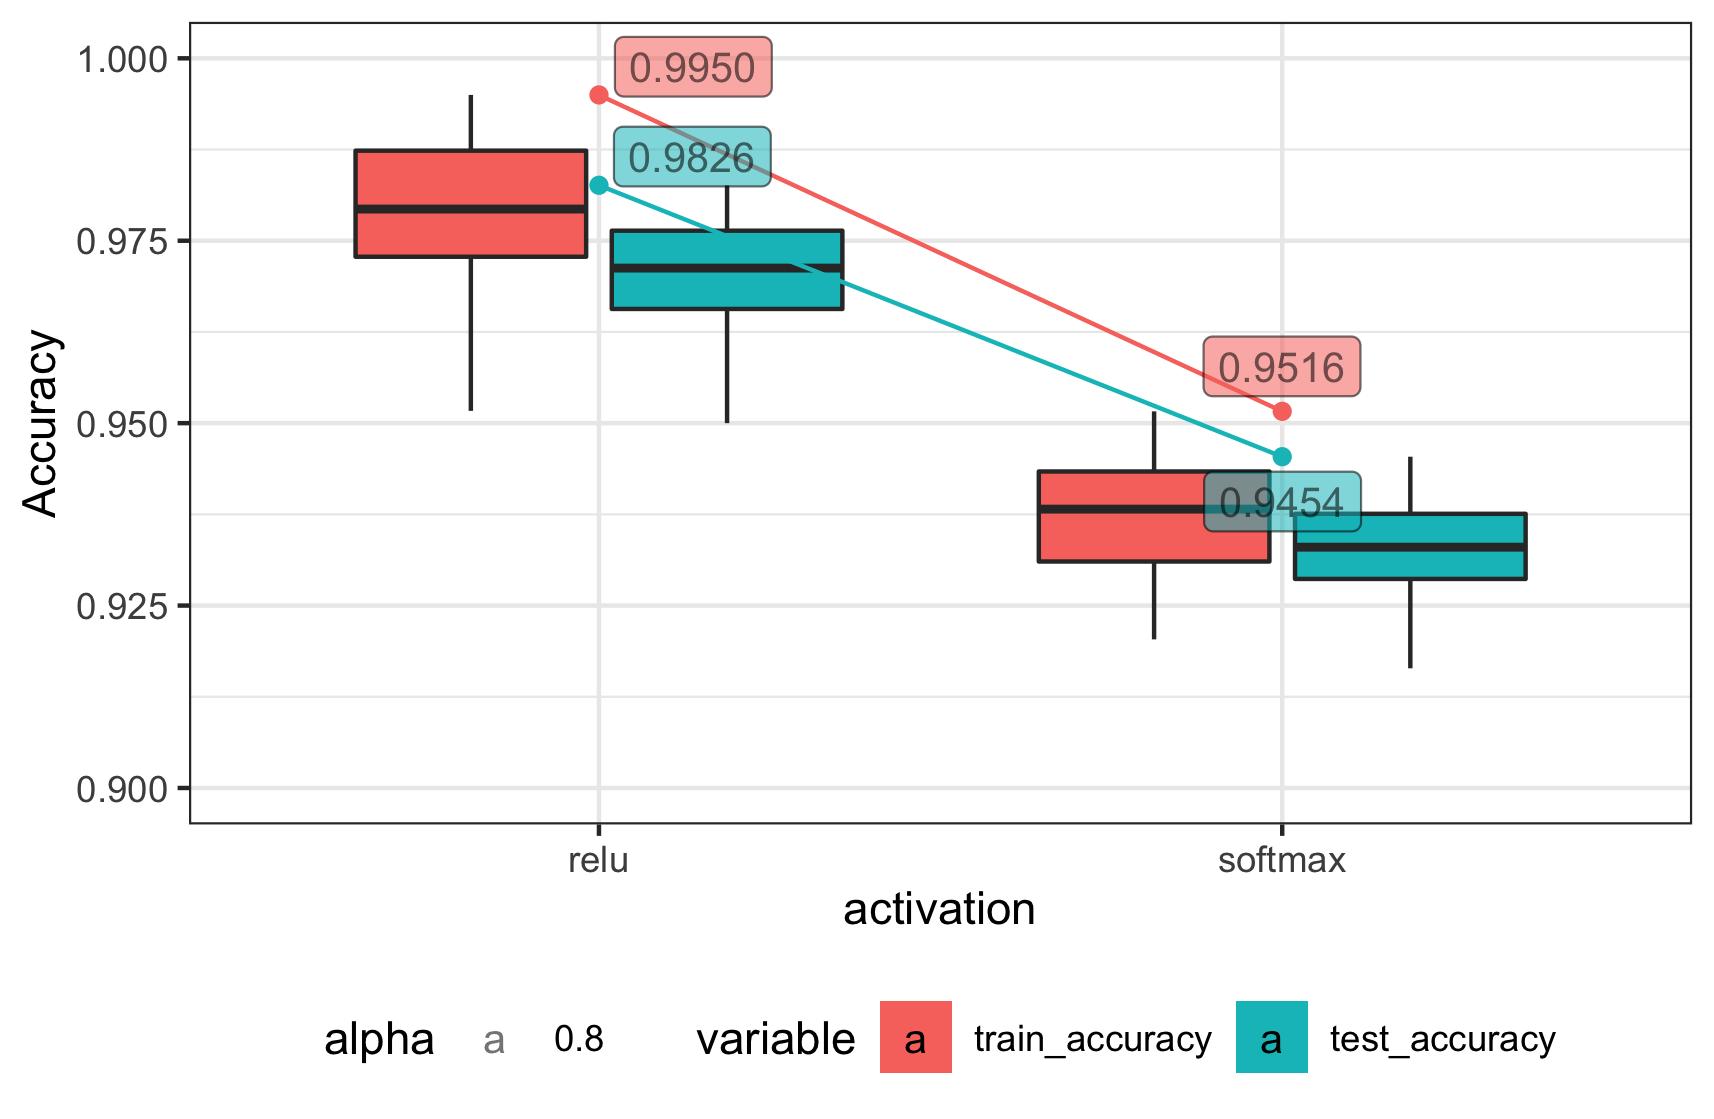 1.000
0.975
0.950
0.925
0.900
Accuracy
0.9950
0.9826
0.9516
0.9454
relu
softmax
activation
alpha a 0.8 variable a train_accuracy a test_accuracy